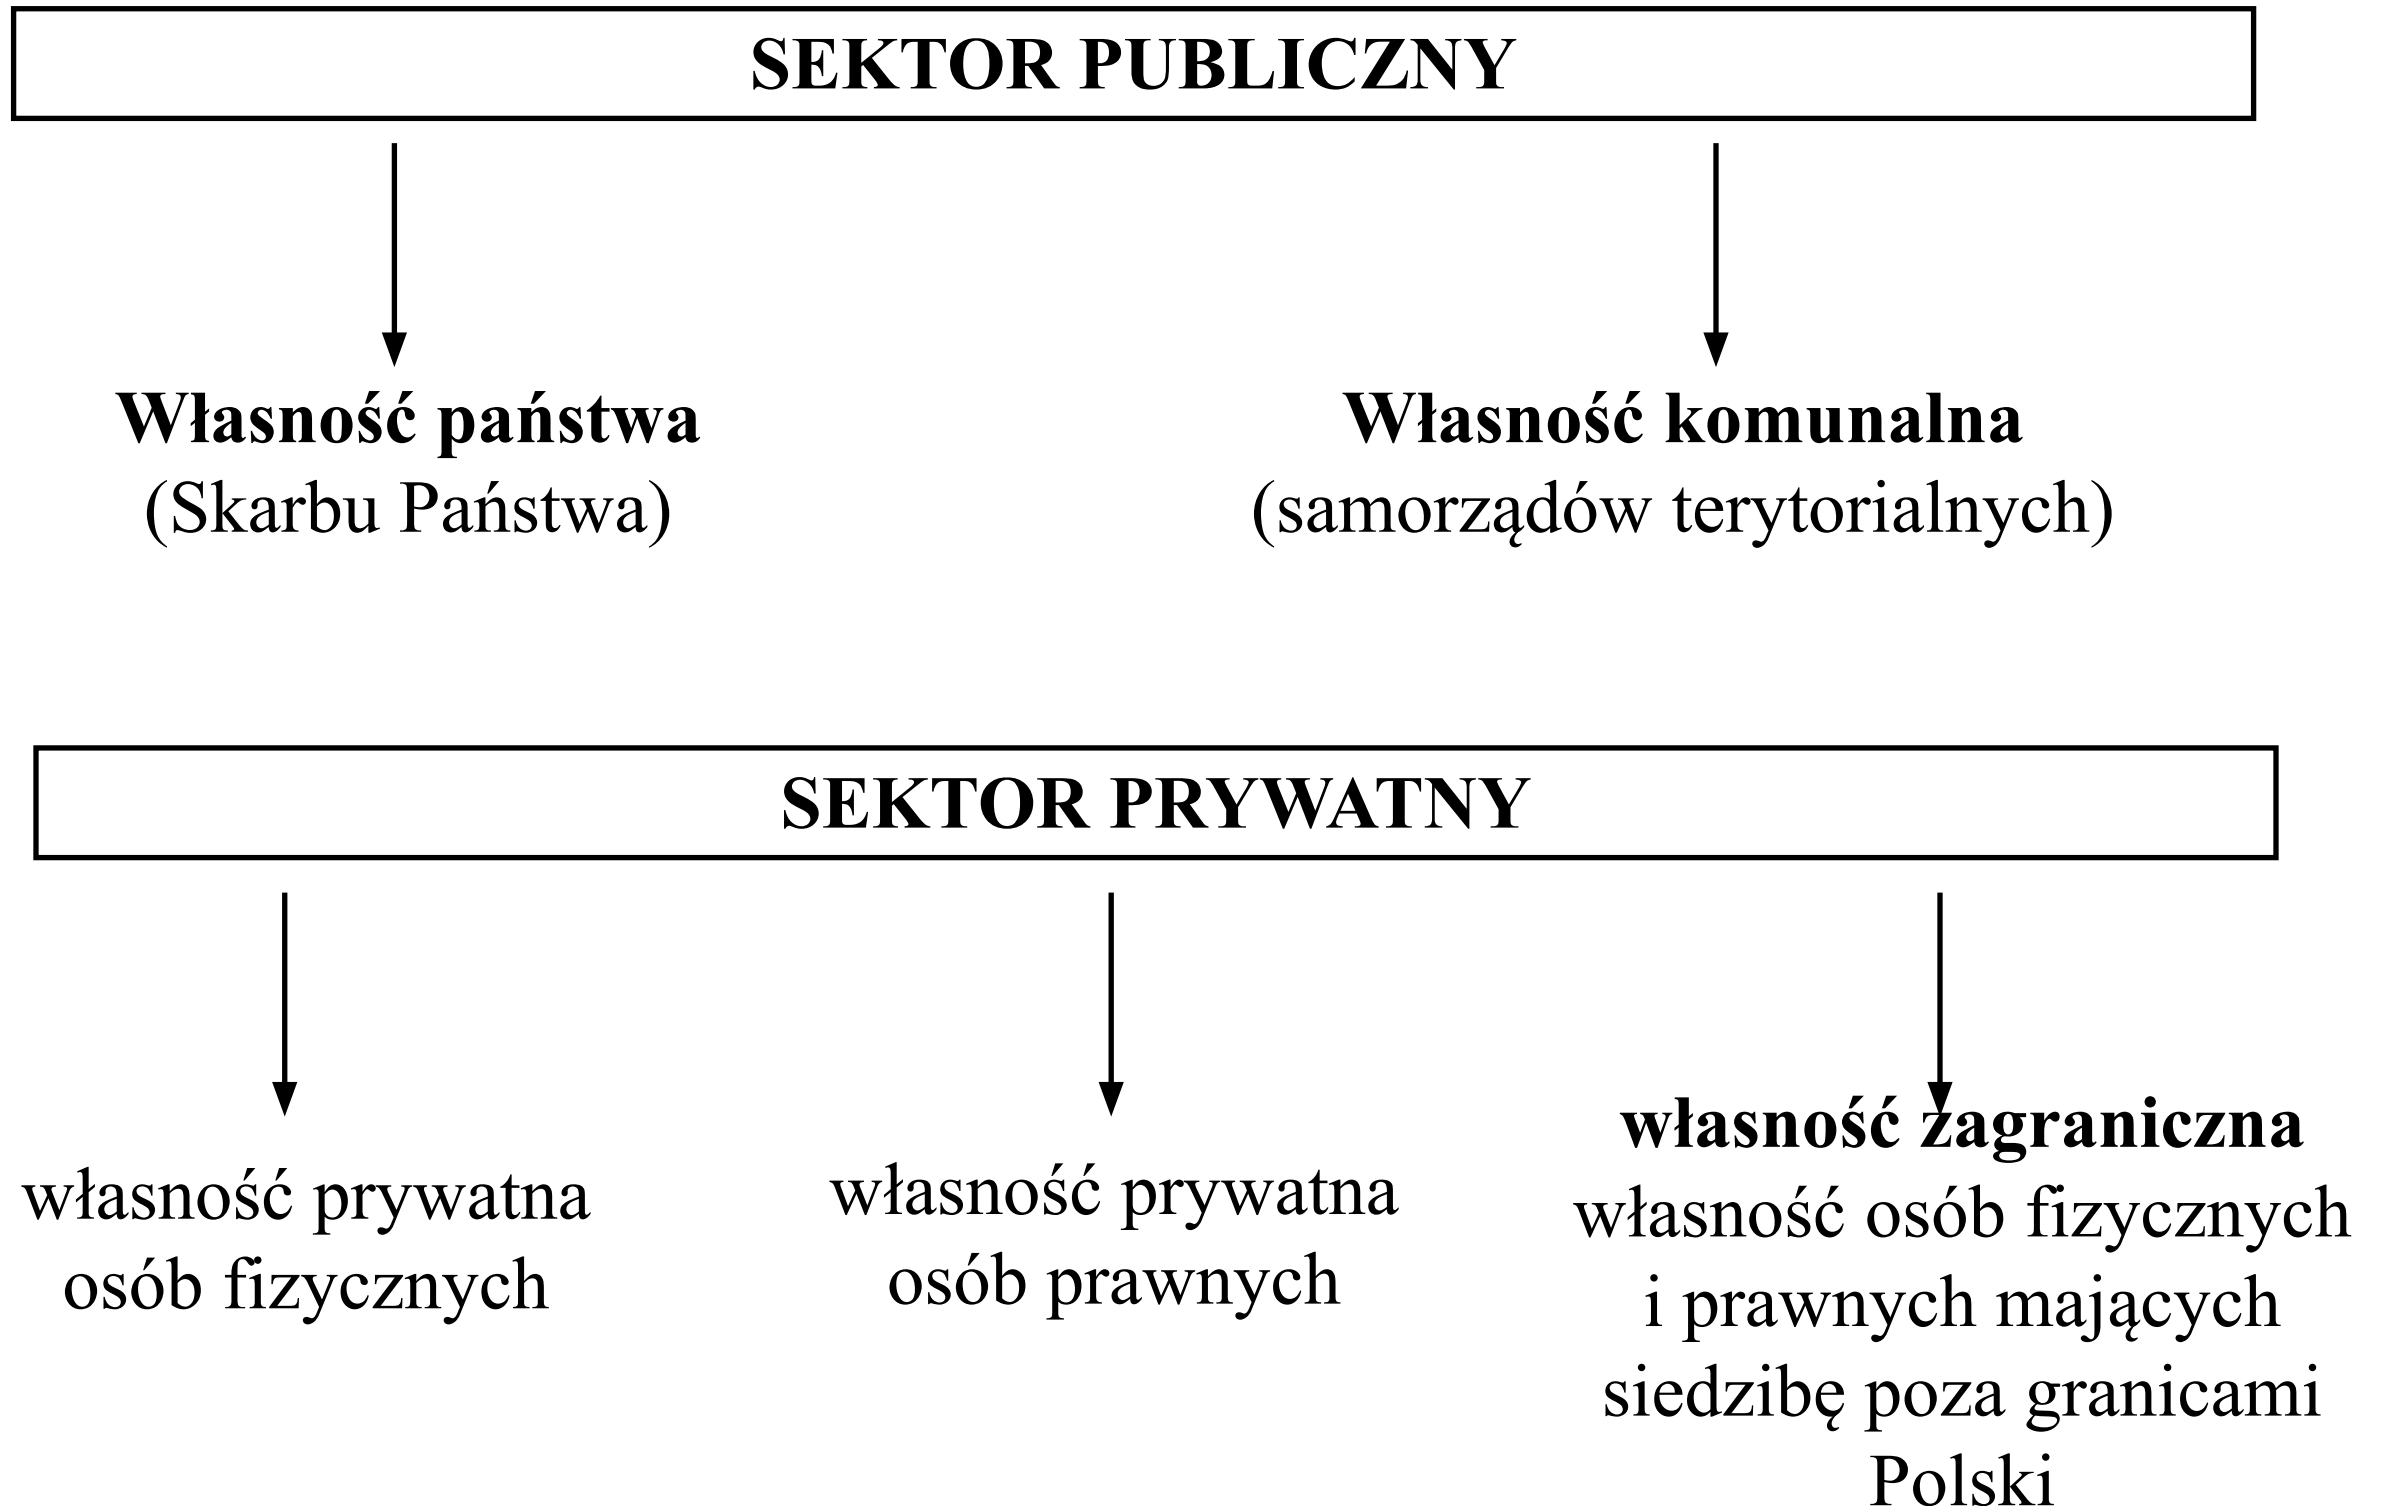 SEKTOR PUBLICZNY
Własność państwa
(Skarbu Państwa)
Własność komunalna
(samorządów terytorialnych)
SEKTOR PRYWATNY
własność prywatna
osób fizycznych
własność prywatna
osób prawnych
własność zagraniczna
własność osób fizycznych
i prawnych mających
siedzibę poza granicami
Polski